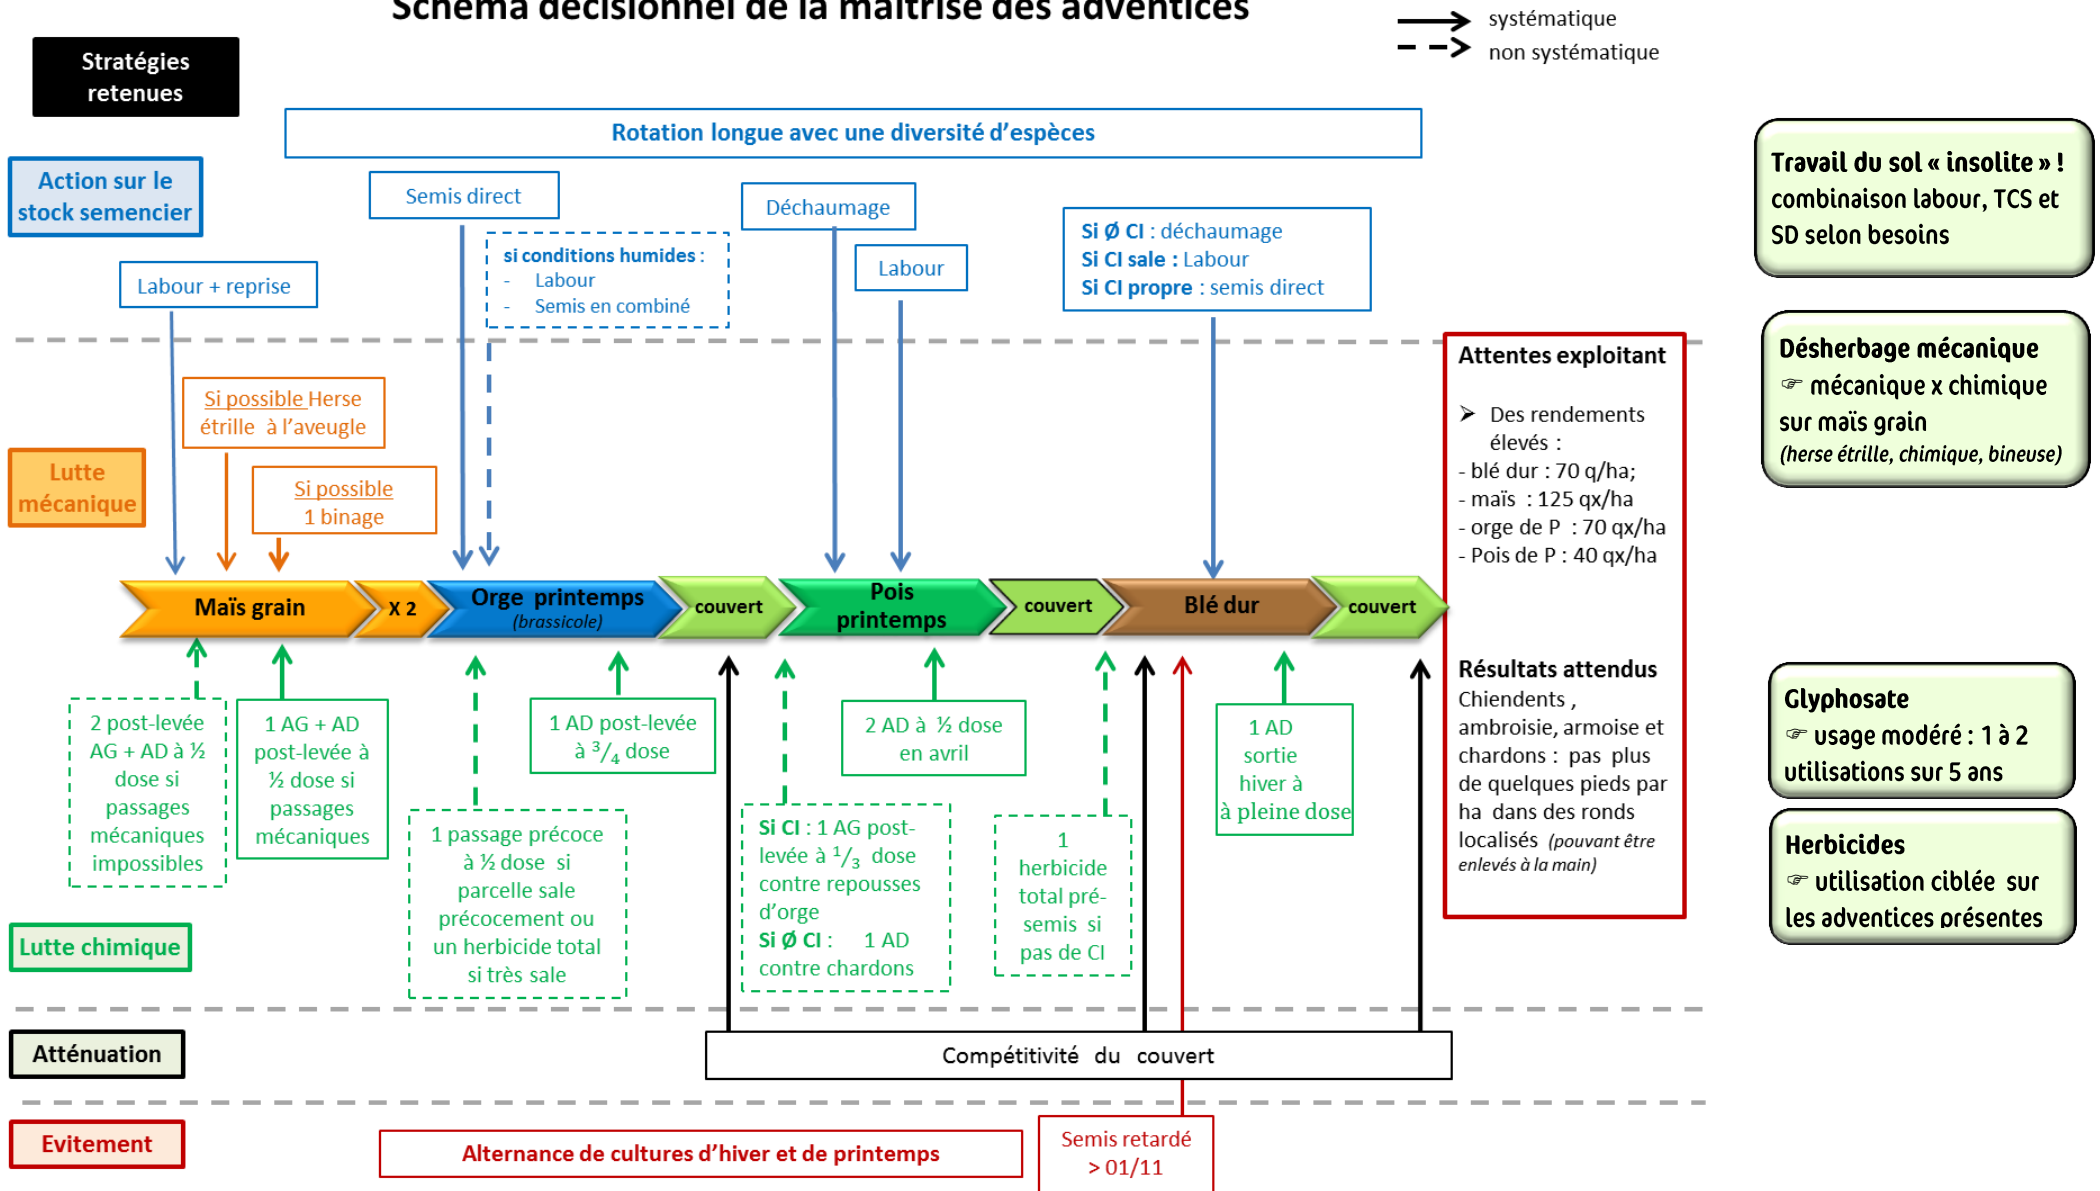 Schéma décisionnel de la maîtrise des adventices
systématique
non systématique
Stratégies
retenues
Rotation longue avec une diversité d’espèces
Action sur le
stock semencier
Semis direct
si conditions humides :
- Labour
- Semis en combiné
Déchaumage
Labour
Si Ø CI : déchaumage
Si CI sale : Labour
Si CI propre : semis direct
Labour + reprise
Travail du sol « insolite » !
combinaison labour, TCS et
SD selon besoins
Désherbage mécanique
☞ mécanique x chimique
sur maïs grain
(herse étrille, chimique, bineuse)
Si possible Herse
étrille à l’aveugle
Lutte
mécanique
Si possible
1 binage
Attentes exploitant
➢ Des rendements
élevés :
- blé dur : 70 q/ha;
- maïs : 125 qx/ha
- orge de P : 70 qx/ha
- Pois de P : 40 qx/ha
Maïs grain
X 2
Orge printemps
(brassicole)
couvert
Pois
printemps
couvert
Blé dur
couvert
Résultats attendus
Chiendents ,
ambroisie, armoise et
chardons : pas plus
de quelques pieds par
ha dans des ronds
localisés (pouvant être
enlevés à la main)
Glyphosate
☞ usage modéré : 1 à 2
utilisations sur 5 ans
Herbicides
☞ utilisation ciblée sur
les adventices présentes
2 post-levée
AG + AD à ½
dose si
passages
mécaniques
impossibles
1 AG + AD
post-levée à
½ dose si
passages
mécaniques
1 passage précoce
à ½ dose si
parcelle sale
précocement ou
un herbicide total
si très sale
1 AD post-levée
à 3/4 dose
Si CI : 1 AG post-
levée à 1/3 dose
contre repousses
d’orge
Si Ø CI : 1 AD
contre chardons
2 AD à ½ dose
en avril
1
herbicide
total pré-
semis si
pas de CI
1 AD
sortie
hiver à
à pleine dose
Lutte chimique
Atténuation
Compétitivité du couvert
Evitement
Alternance de cultures d’hiver et de printemps
Semis retardé
> 01/11